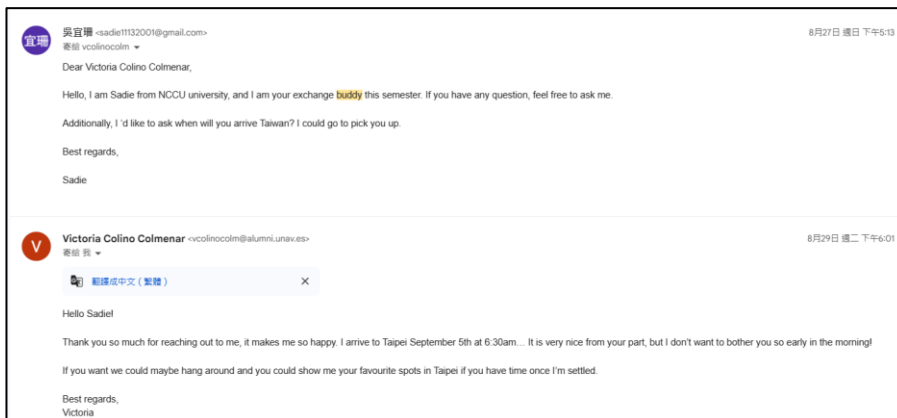 宜珊
吳宜珊 <sadie11132001@gmail.com>
8月27日 週日 下午5:13
寄給 vcolinocolm
Dear Victoria Colino Colmenar,
Hello, I am Sadie from NCCU university, and I am your exchange buddy this semester. If you have any question, feel free to ask me.
Additionally, I 'd like to ask when will you arrive Taiwan? I could go to pick you up.
Best regards,
Sadie
V
Victoria Colino Colmenar <vcolinocolm@alumni.unav.es>
8月29日 週二 下午6:01
寄給 我
翻譯成中文 ( 繁體 )
Hello Sadie!
Thank you so much for reaching out to me, it makes me so happy. I arrive to Taipei September 5th at 6:30am… It is very nice from your part, but I don't want to bother you so early in the morning!
If you want we could maybe hang around and you could show me your favourite spots in Taipei if you have time once I'm settled.
Best regards,
Victoria